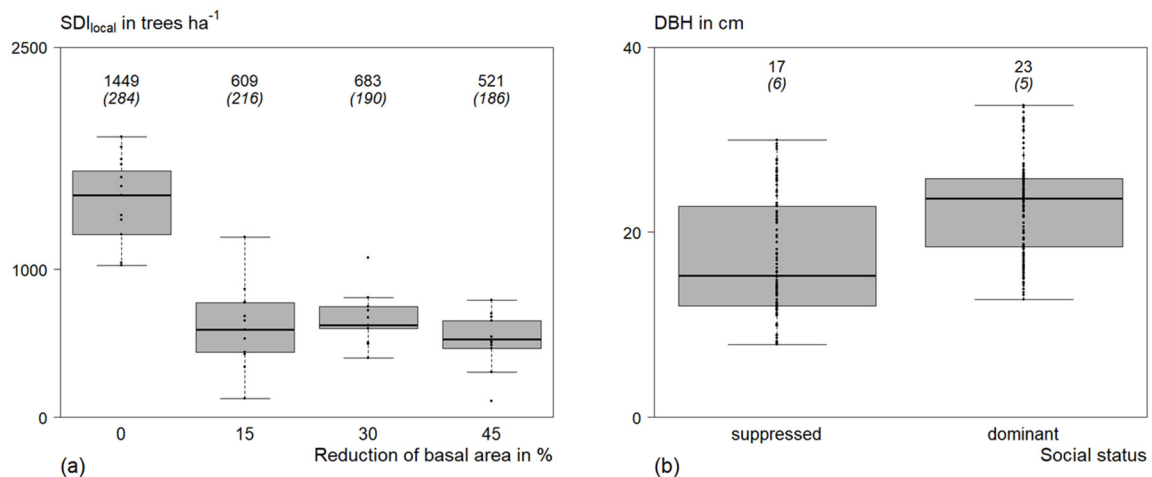 SDIlocal in trees ha⁻¹
2500
1449 609 683 521
(284) (216) (190) (186)
1000
0
0 15 30 45
Reduction of basal area in %
(a)
DBH in cm
40
17 23
(6) (5)
20
0
suppressed dominant
Social status
(b)